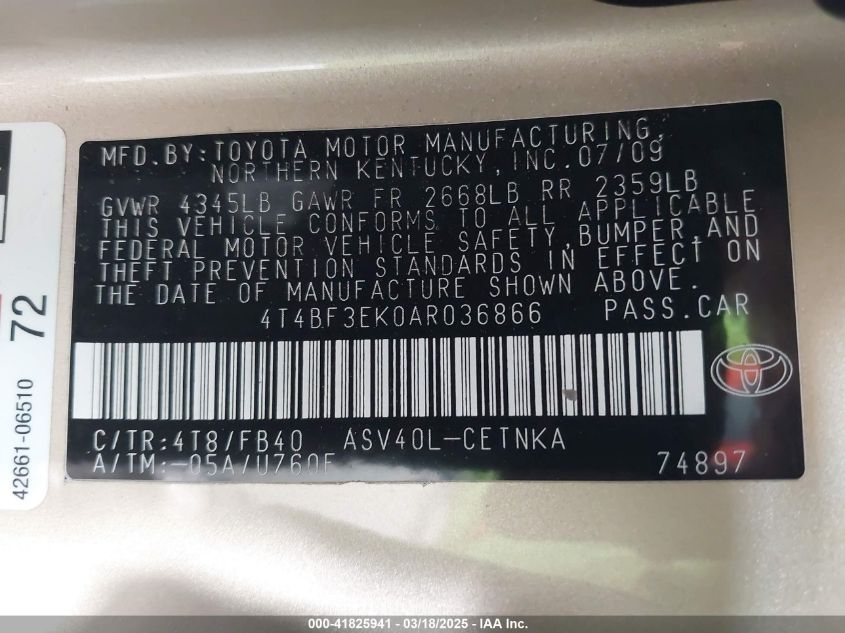 MFD. BY: TOYOTA MOTOR MANUFACTURING,
NORTHERN KENTUCKY, INC. 07/09
GVWR 4345LB GAWR FR 2668LB RR 2359LB
THIS VEHICLE CONFORMS TO ALL APPLICABLE
FEDERAL MOTOR VEHICLE SAFETY, BUMPER, AND
THEFT PREVENTION STANDARDS IN EFFECT ON
THE DATE OF MANUFACTURE SHOWN ABOVE.
4T4BF3EK0AR036866 PASS. CAR
C/TR: 4T8/FB40 ASV40L-CETNKA
A/TM: -05A/U760F 74897
42661-06510
72
000-41825941 - 03/18/2025 - IAA Inc.